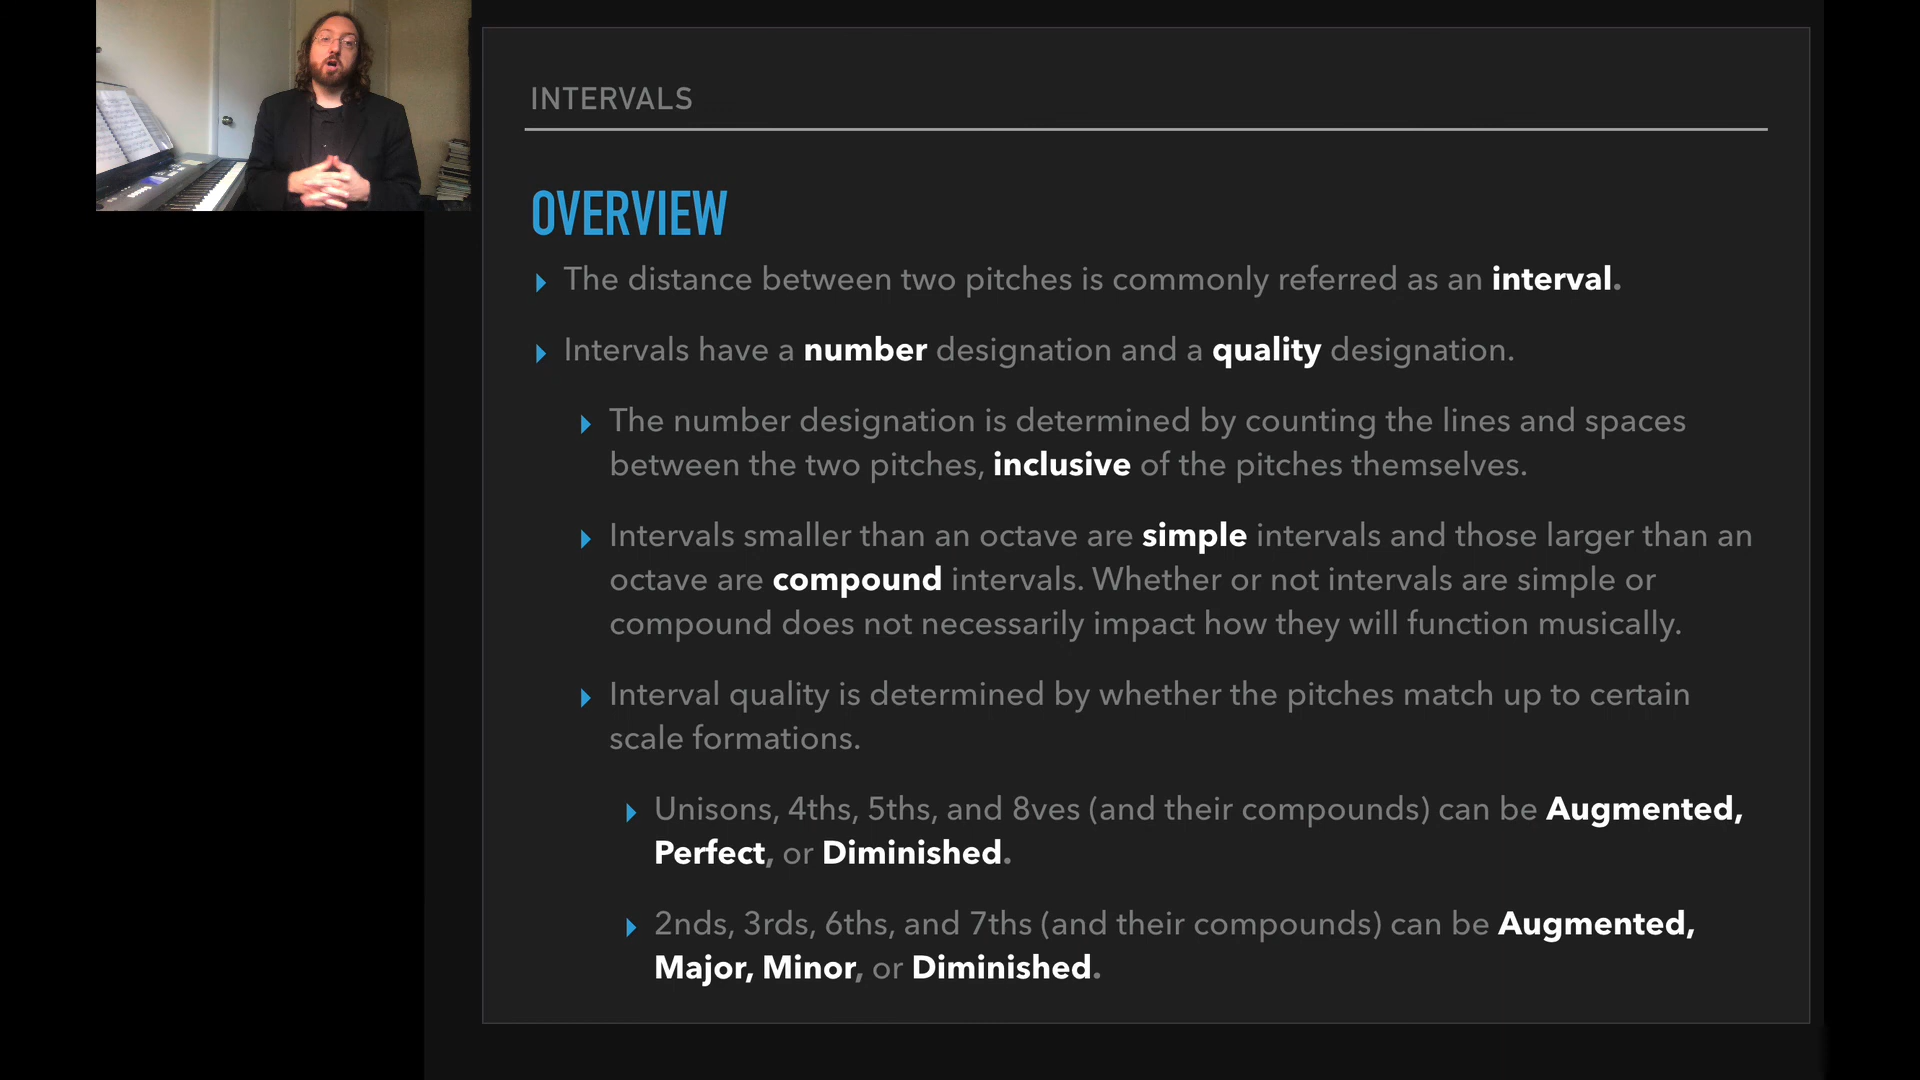 INTERVALS
OVERVIEW
The distance between two pitches is commonly referred as an interval.
Intervals have a number designation and a quality designation.
The number designation is determined by counting the lines and spaces
between the two pitches, inclusive of the pitches themselves.
Intervals smaller than an octave are simple intervals and those larger than an
octave are compound intervals. Whether or not intervals are simple or
compound does not necessarily impact how they will function musically.
Interval quality is determined by whether the pitches match up to certain
scale formations.
Unisons, 4ths, 5ths, and 8ves (and their compounds) can be Augmented,
Perfect, or Diminished.
2nds, 3rds, 6ths, and 7ths (and their compounds) can be Augmented,
Major, Minor, or Diminished.